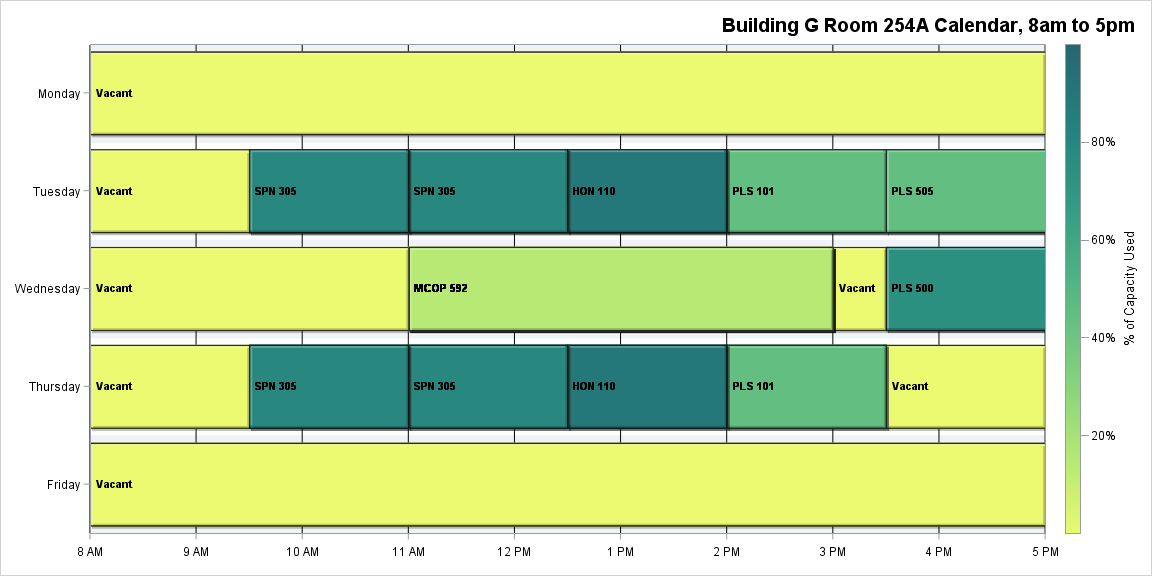 Building G Room 254A Calendar, 8am to 5pm
Monday
Vacant
Tuesday
Vacant
SPN 305
SPN 305
HON 110
PLS 101
PLS 505
Wednesday
Vacant
MCOP 592
Vacant
PLS 500
Thursday
Vacant
SPN 305
SPN 305
HON 110
PLS 101
Vacant
Friday
Vacant
8 AM
9 AM
10 AM
11 AM
12 PM
1 PM
2 PM
3 PM
4 PM
5 PM
80%
60%
40%
20%
% of Capacity Used